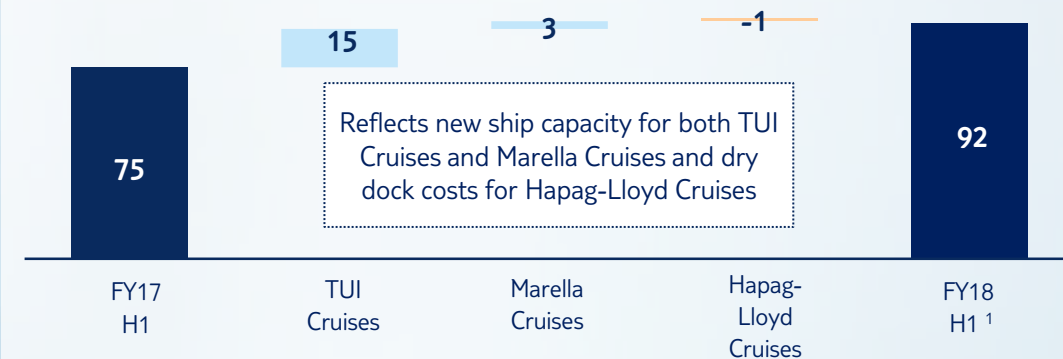 15
3
-1
75
Reflects new ship capacity for both TUI
Cruises and Marella Cruises and dry
dock costs for Hapag-Lloyd Cruises
92
FY17
H1
TUI
Cruises
Marella
Cruises
Hapag-
Lloyd
Cruises
FY18
H1 ¹